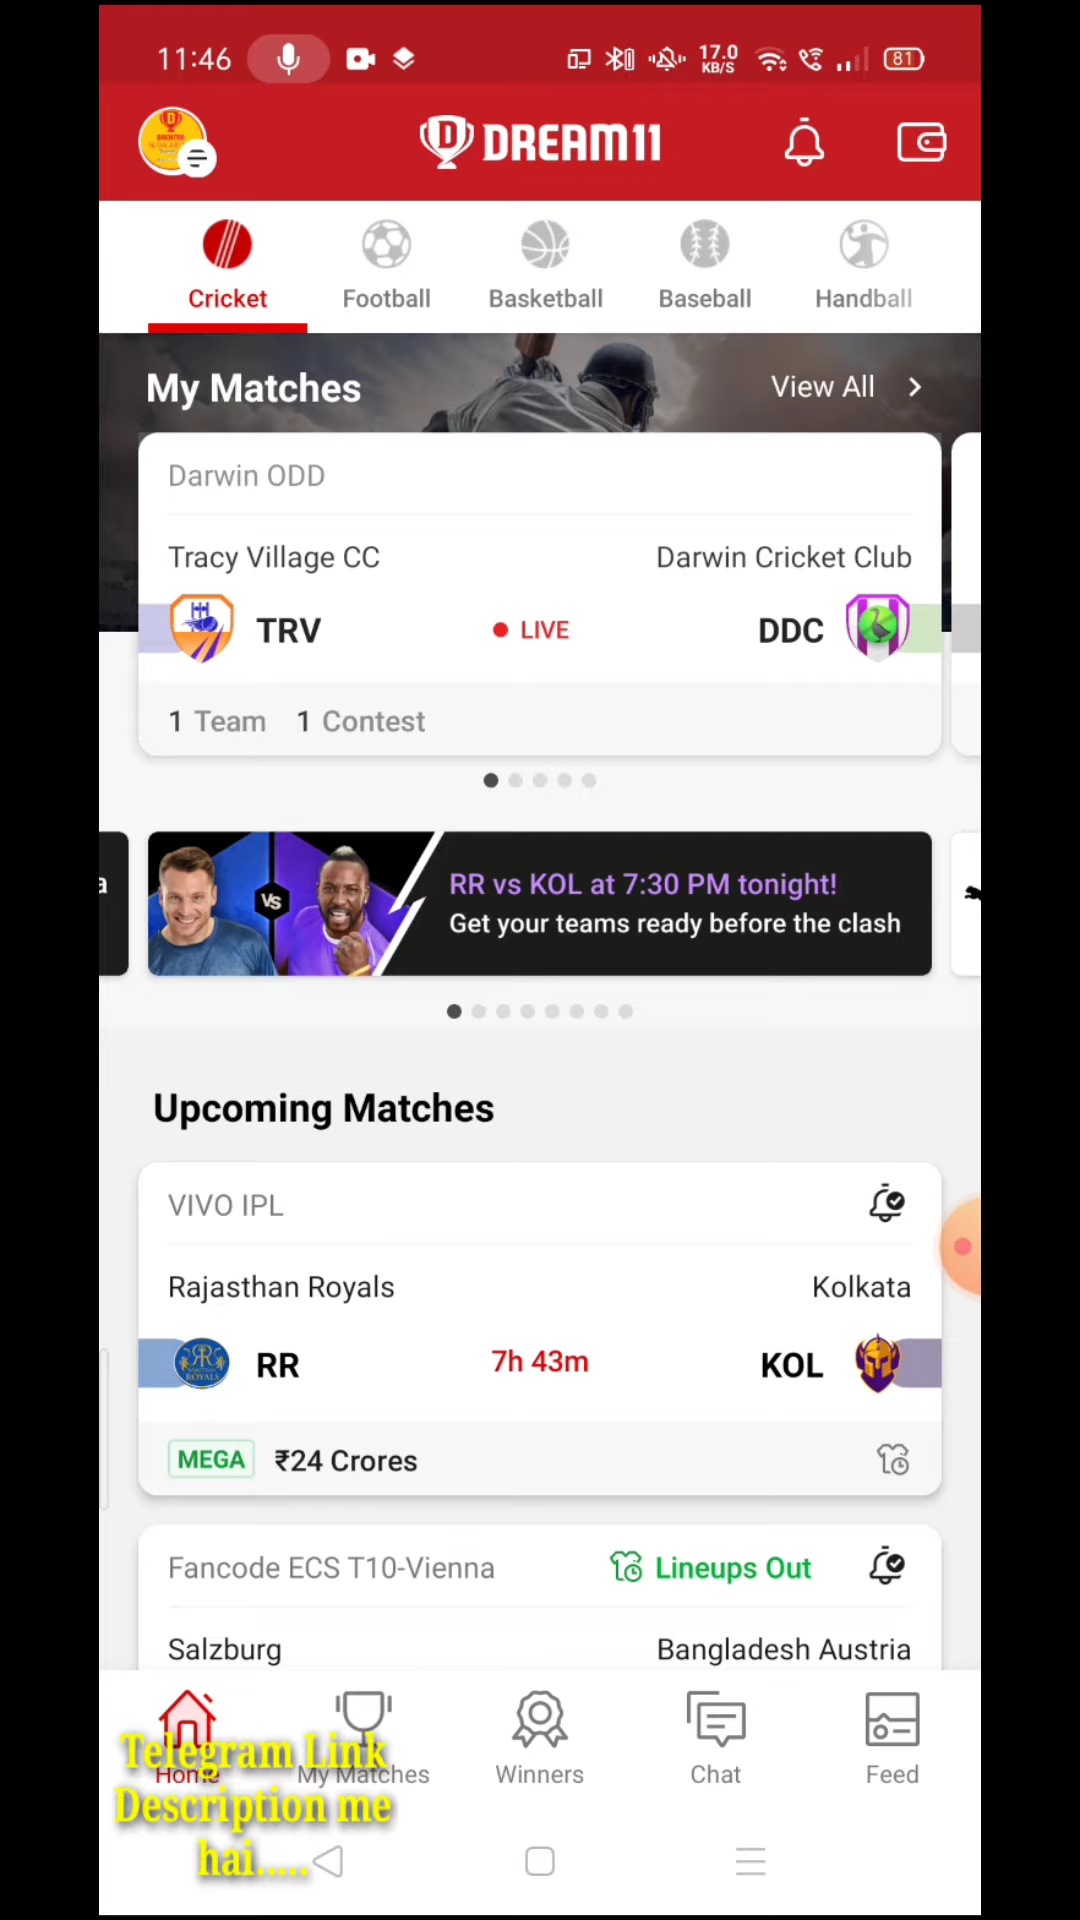 11:46
17.0
KB/S
81
DREAM11
Cricket
Football
Basketball
Baseball
Handball
My Matches
View All
Darwin ODD
Tracy Village CC
Darwin Cricket Club
TRV
LIVE
DDC
1 Team
1 Contest
a
VS
RR vs KOL at 7:30 PM tonight!
Get your teams ready before the clash
Upcoming Matches
VIVO IPL
Rajasthan Royals
Kolkata
RR
7h 43m
KOL
MEGA
₹24 Crores
Fancode ECS T10-Vienna
Lineups Out
Salzburg
Bangladesh Austria
Home
My Matches
Winners
Chat
Feed
Telegram Link
Description me
hai.....